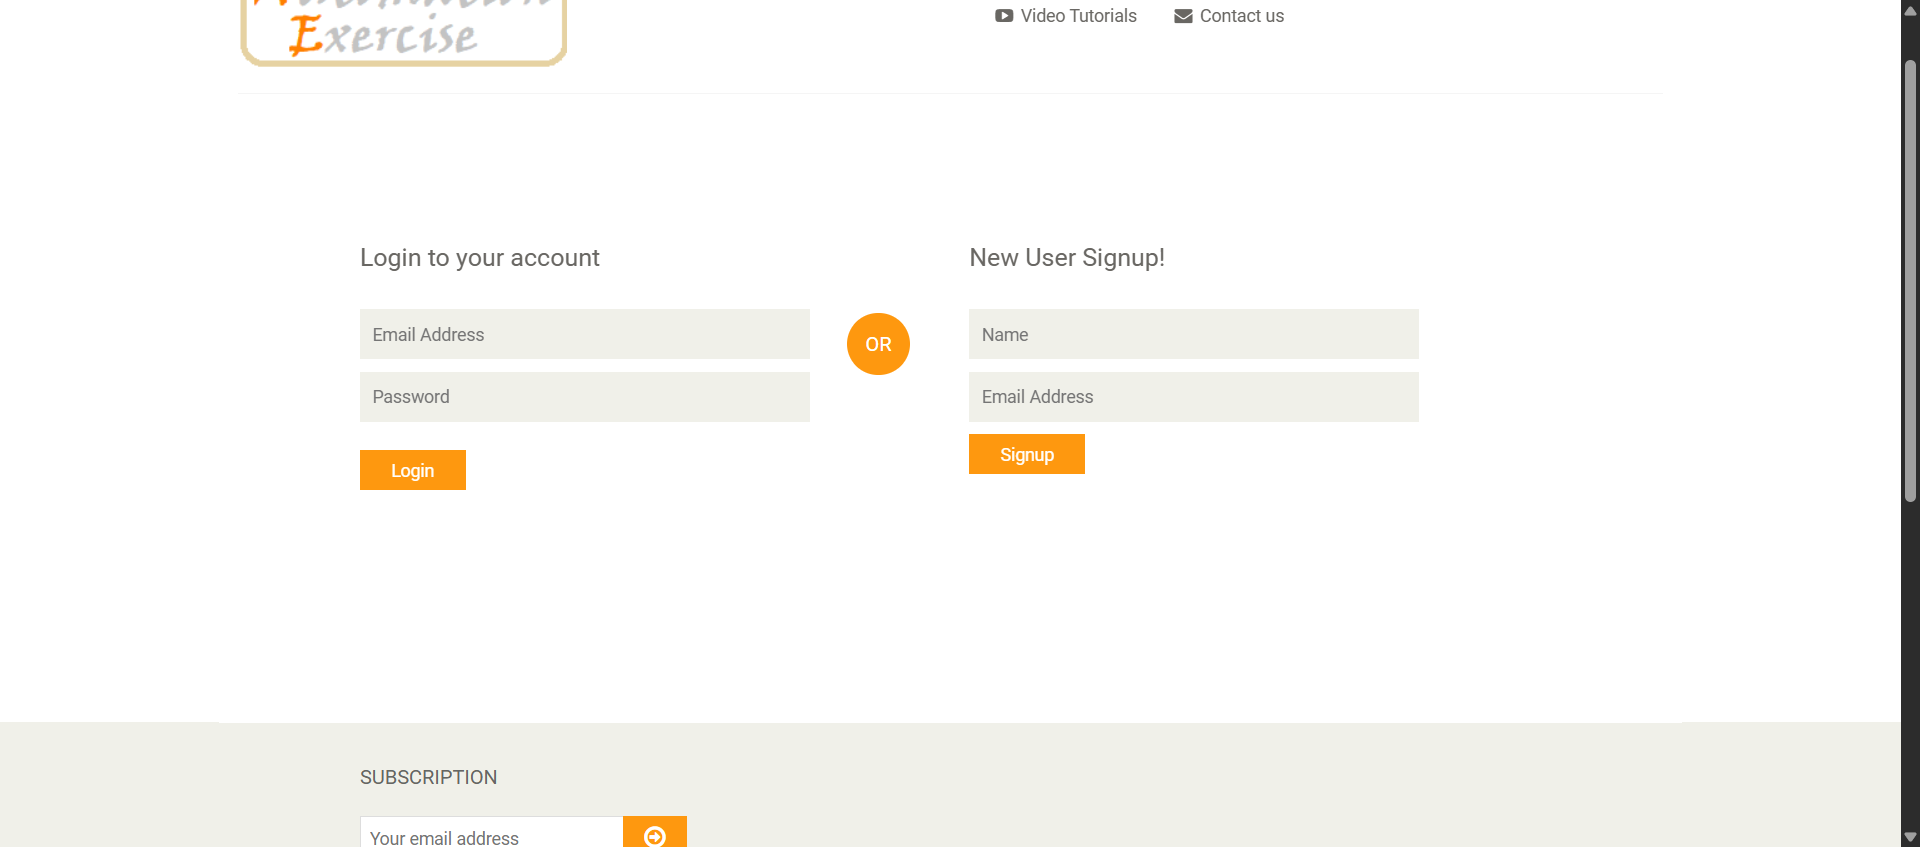 Exercise
Video Tutorials
Contact us
Login to your account
New User Signup!
Email Address
Password
Login
OR
Name
Email Address
Signup
SUBSCRIPTION
Your email address